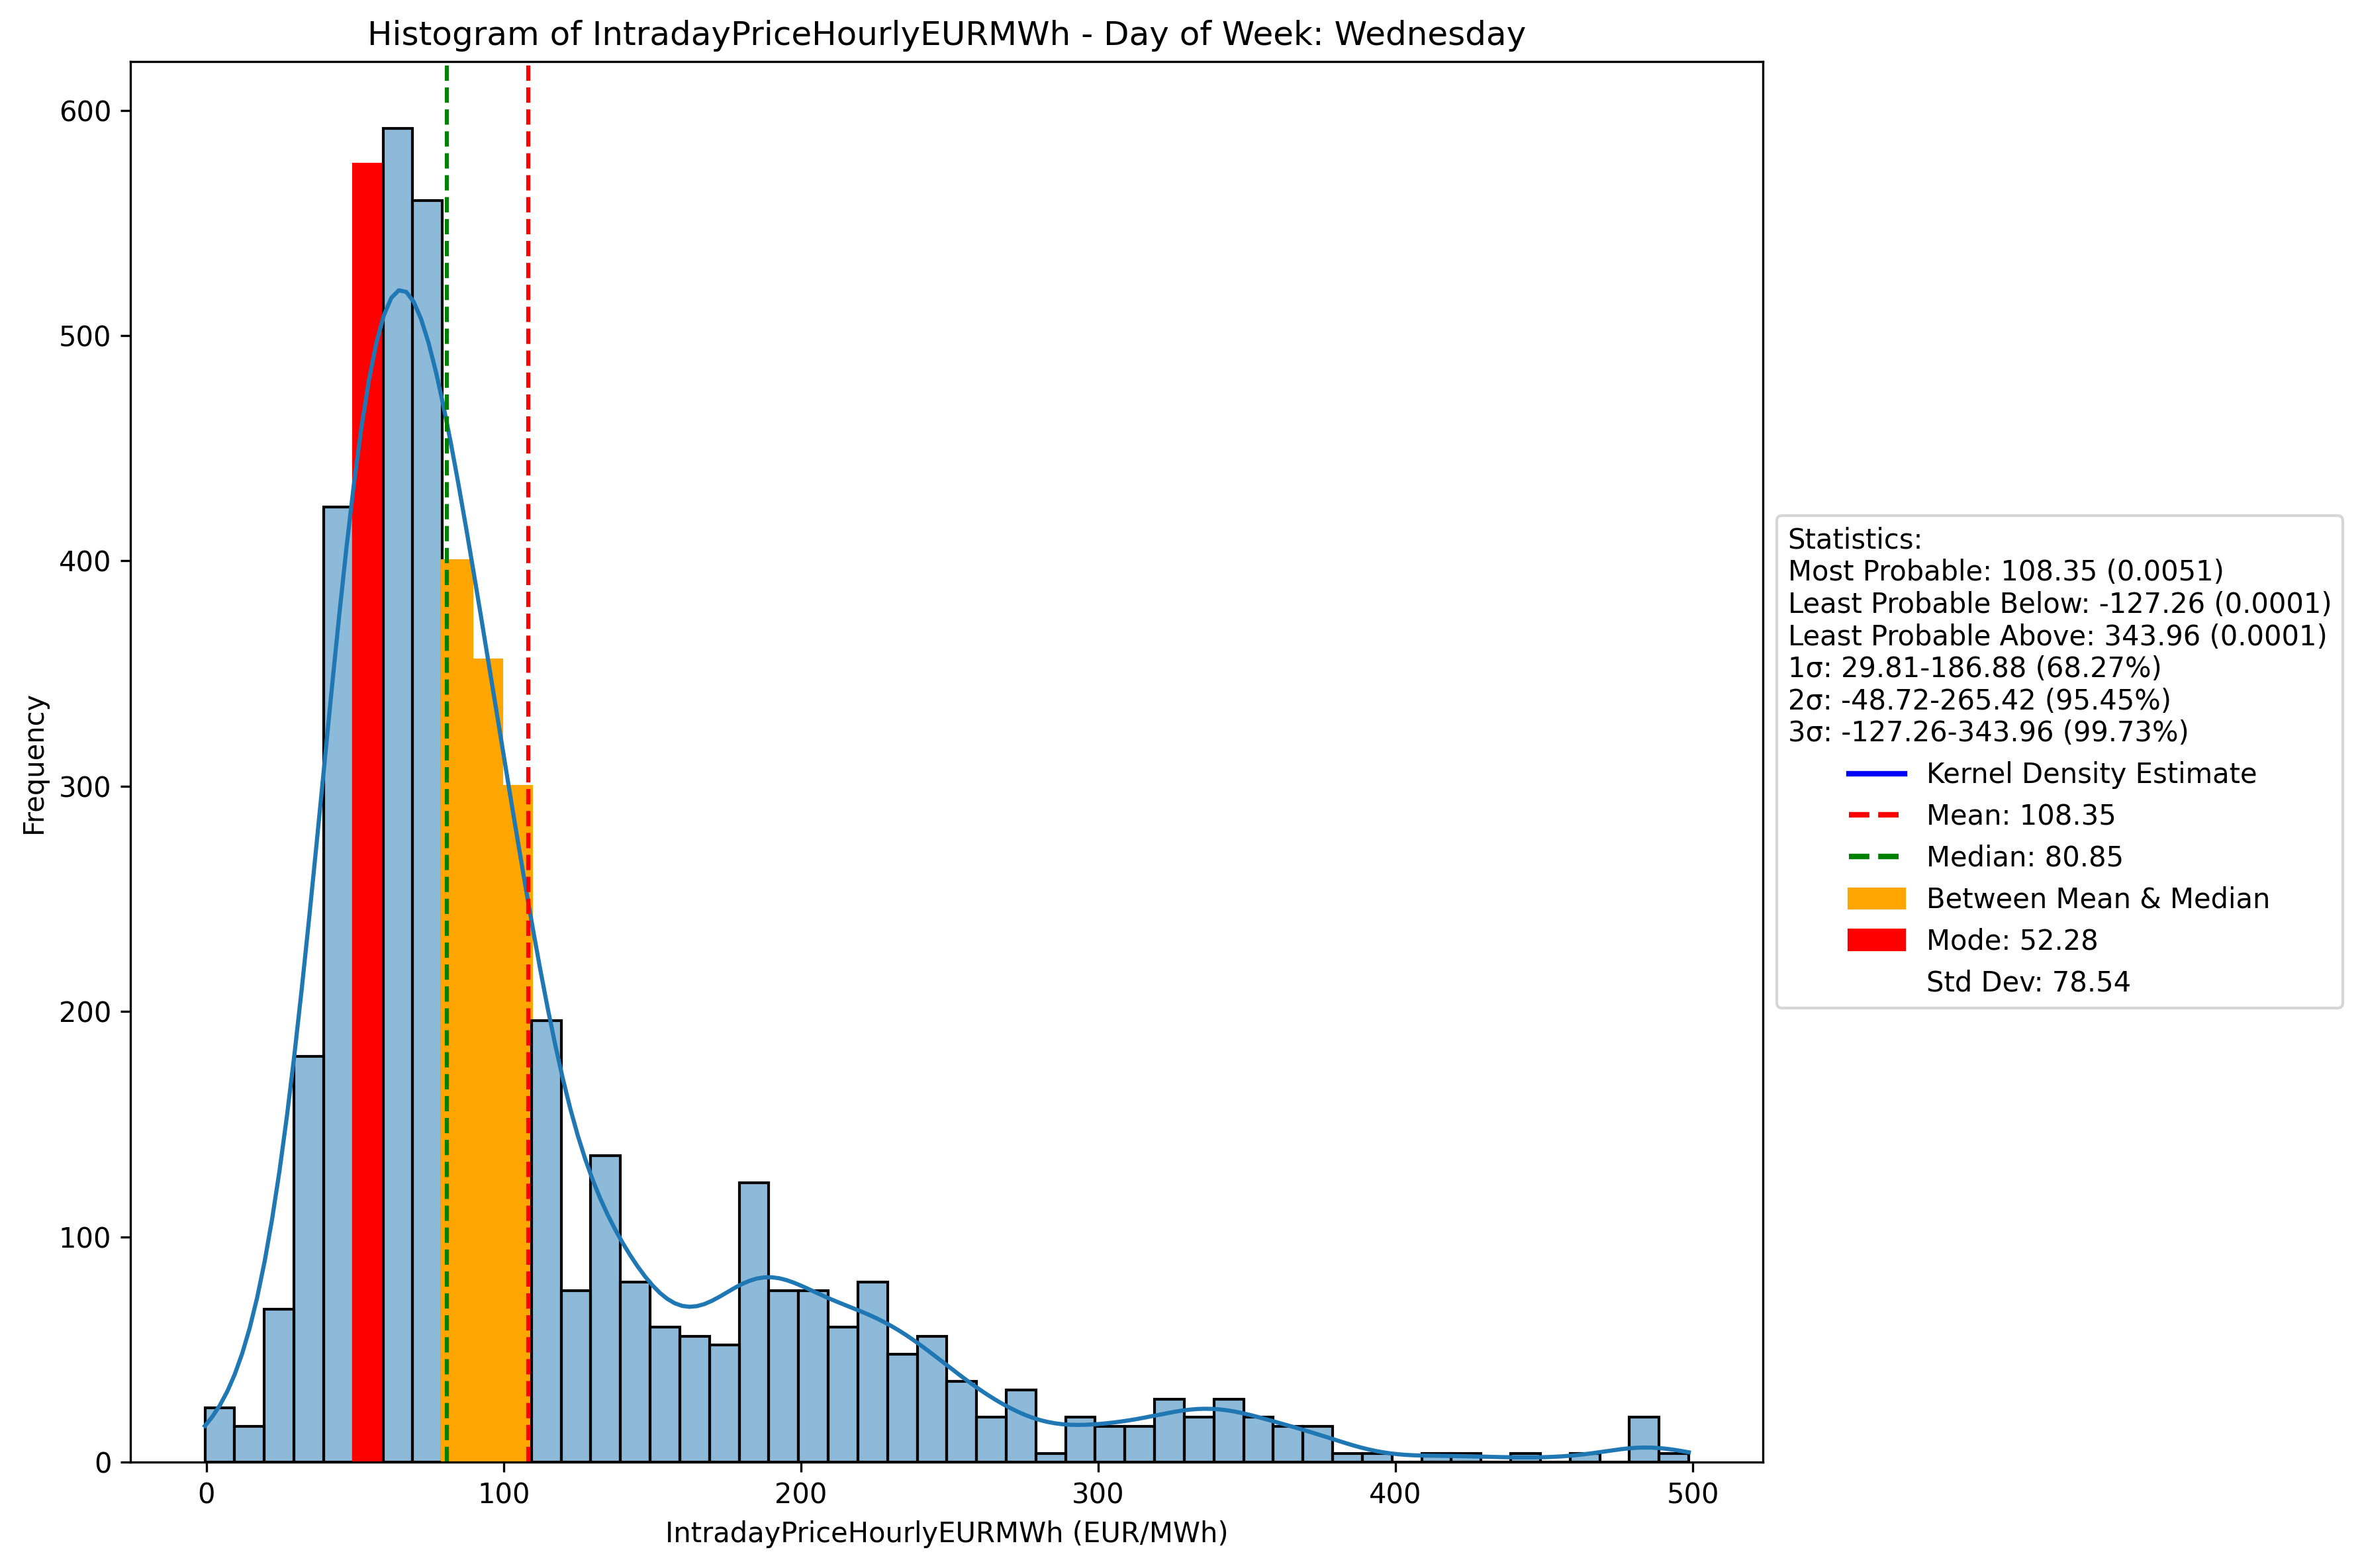 Histogram of IntradayPriceHourlyEURMWh - Day of Week: Wednesday
600
500
400
300
200
100
0
Frequency
0 100 200 300 400 500
IntradayPriceHourlyEURMWh (EUR/MWh)
Statistics:
Most Probable: 108.35 (0.0051)
Least Probable Below: -127.26 (0.0001)
Least Probable Above: 343.96 (0.0001)
1σ: 29.81-186.88 (68.27%)
2σ: -48.72-265.42 (95.45%)
3σ: -127.26-343.96 (99.73%)
Kernel Density Estimate
Mean: 108.35
Median: 80.85
Between Mean & Median
Mode: 52.28
Std Dev: 78.54